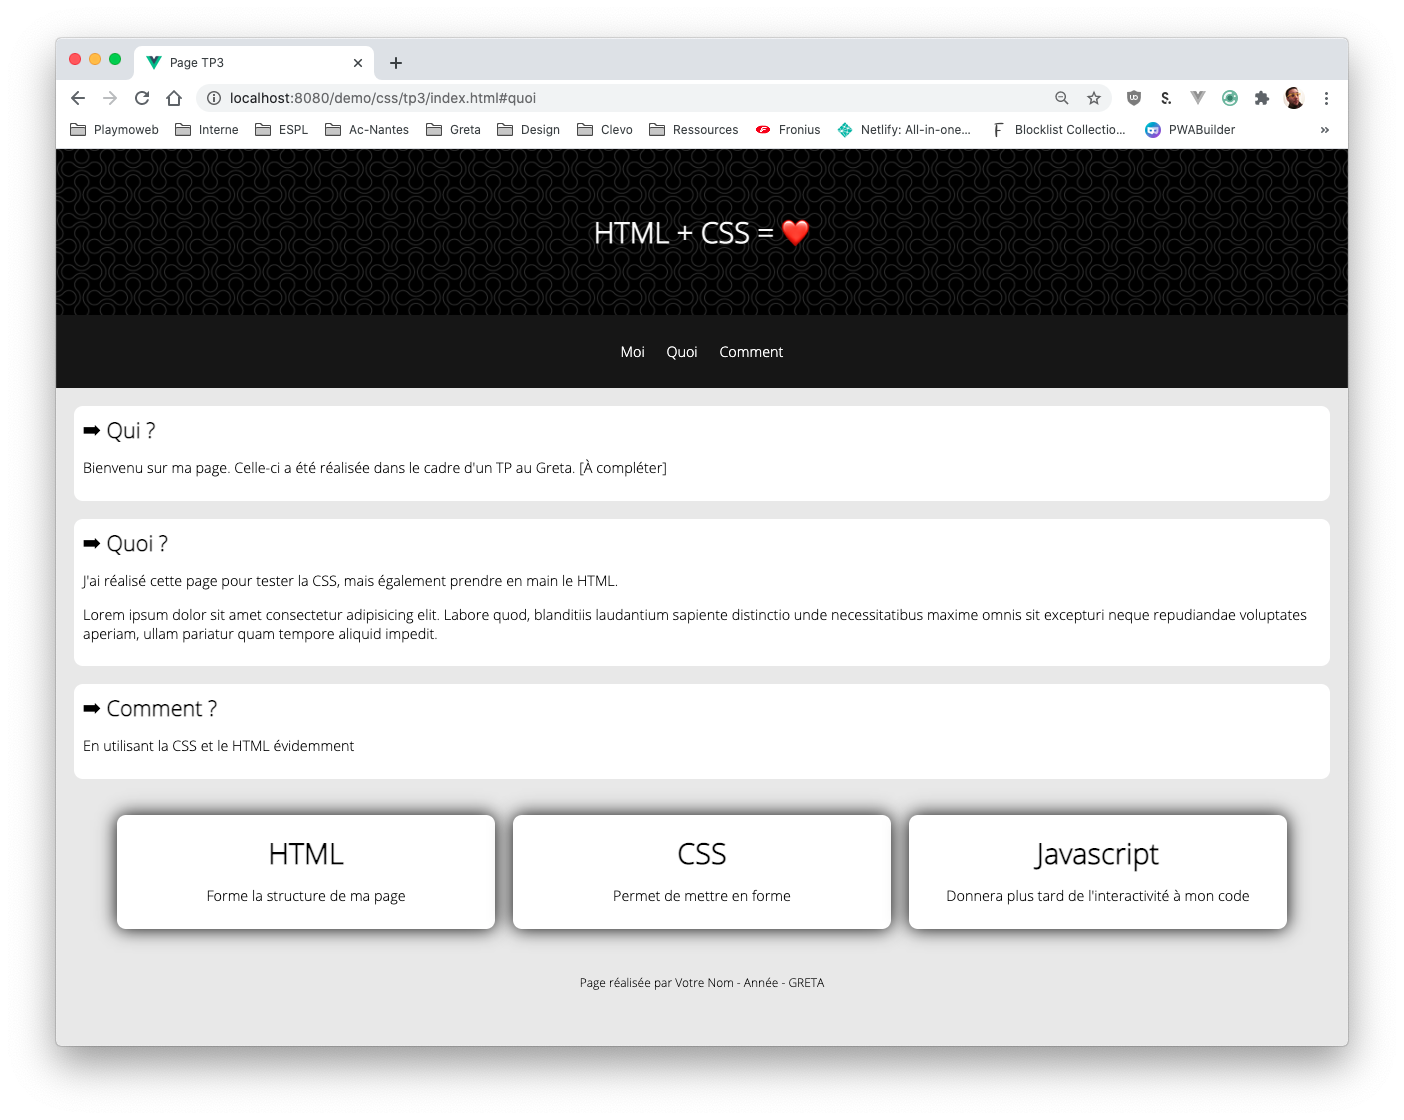 Page TP3
localhost:8080/demo/css/tp3/index.html#quoi
Playmoweb Interne ESPL Ac-Nantes Greta Design Clevo Ressources Fronius Netlify: All-in-one... Blocklist Collectio... PWABuilder »
HTML + CSS = ❤️
Moi Quoi Comment
➡ Qui ?
Bienvenu sur ma page. Celle-ci a été réalisée dans le cadre d'un TP au Greta. [À compléter]
➡ Quoi ?
J'ai réalisé cette page pour tester la CSS, mais également prendre en main le HTML.
Lorem ipsum dolor sit amet consectetur adipisicing elit. Labore quod, blanditiis laudantium sapiente distinctio unde necessitatibus maxime omnis sit excepturi neque repudiandae voluptates
aperiam, ullam pariatur quam tempore aliquid impedit.
➡ Comment ?
En utilisant la CSS et le HTML évidemment
HTML CSS Javascript
Forme la structure de ma page Permet de mettre en forme Donnera plus tard de l'interactivité à mon code
Page réalisée par Votre Nom - Année - GRETA